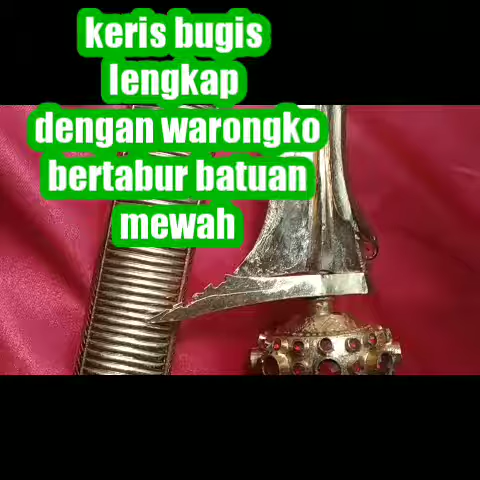 keris bugis
lengkap
dengan warongko
bertabur batuan
mewah